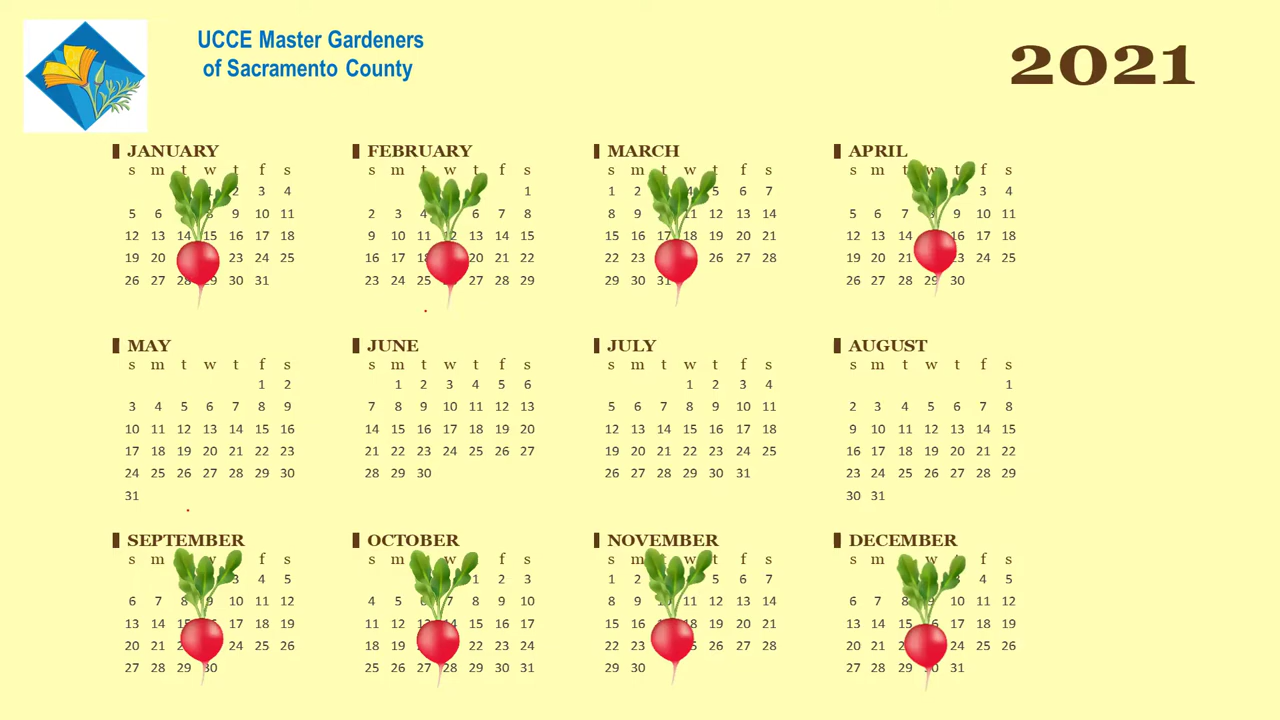 UCCE Master Gardeners
of Sacramento County
2021
JANUARY
s m t w t f s
2 3 4
5 6 8 9 10 11
12 13 14 15 16 17 18
19 20 23 24 25
26 27 28 29 30 31
FEBRUARY
s m t w t f s
1
2 3 4 6 7 8
9 10 11 12 13 14 15
16 17 18 20 21 22
23 24 25 27 28 29
MARCH
s m t w t f s
1 2 4 5 6 7
8 9 11 12 13 14
15 16 17 18 19 20 21
22 23 26 27 28
29 30 31
APRIL
s m t w t f s
3 4
5 6 7 8 9 10 11
12 13 14 16 17 18
19 20 21 23 24 25
26 27 28 29 30
MAY
s m t w t f s
1 2
3 4 5 6 7 8 9
10 11 12 13 14 15 16
17 18 19 20 21 22 23
24 25 26 27 28 29 30
31
JUNE
s m t w t f s
1 2 3 4 5 6
7 8 9 10 11 12 13
14 15 16 17 18 19 20
21 22 23 24 25 26 27
28 29 30
JULY
s m t w t f s
1 2 3 4
5 6 7 8 9 10 11
12 13 14 15 16 17 18
19 20 21 22 23 24 25
26 27 28 29 30 31
AUGUST
s m t w t f s
1
2 3 4 5 6 7 8
9 10 11 12 13 14 15
16 17 18 19 20 21 22
23 24 25 26 27 28 29
30 31
SEPTEMBER
s m t w f s
3 4 5
6 7 8 9 10 11 12
13 14 15 17 18 19
20 21 24 25 26
27 28 29 30
OCTOBER
s m t w t f s
1 2 3
4 5 6 7 8 9 10
11 12 13 14 15 16 17
18 19 22 23 24
25 26 27 28 29 30 31
NOVEMBER
s m t w t f s
1 2 5 6 7
8 9 10 11 12 13 14
15 16 18 19 20 21
22 23 25 26 27 28
29 30
DECEMBER
s m t w t f s
3 4 5
6 7 8 9 10 11 12
13 14 15 16 17 18 19
20 21 24 25 26
27 28 29 30 31